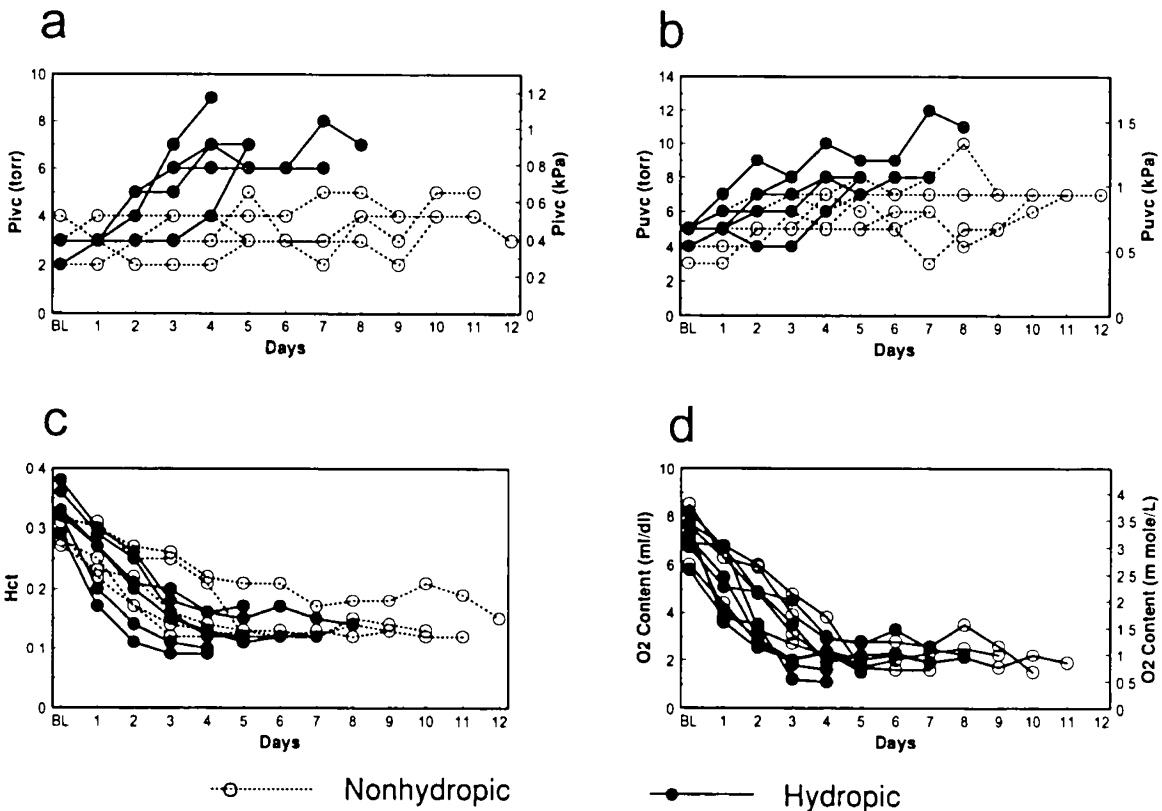 a
10
8
6
4
2
0
Pivc (torr)
1 2
1
0 8
0 6
0 4
0 2
0
Pivc (kPa)
BL 1 2 3 4 5 6 7 8 9 10 11 12
Days
b
14
12
10
8
6
4
2
0
Puvc (torr)
1 5
1
0 5
0
Puvc (kPa)
BL 1 2 3 4 5 6 7 8 9 10 11 12
Days
c
0 4
0 3
0 2
0 1
0
Hct
BL 1 2 3 4 5 6 7 8 9 10 11 12
Days
d
10
8
6
4
2
0
O2 Content (ml/dl)
4
3 5
3
2 5
2
1 5
1
0 5
0
O2 Content (m mole/L)
BL 1 2 3 4 5 6 7 8 9 10 11 12
Days
Nonhydropic
Hydropic